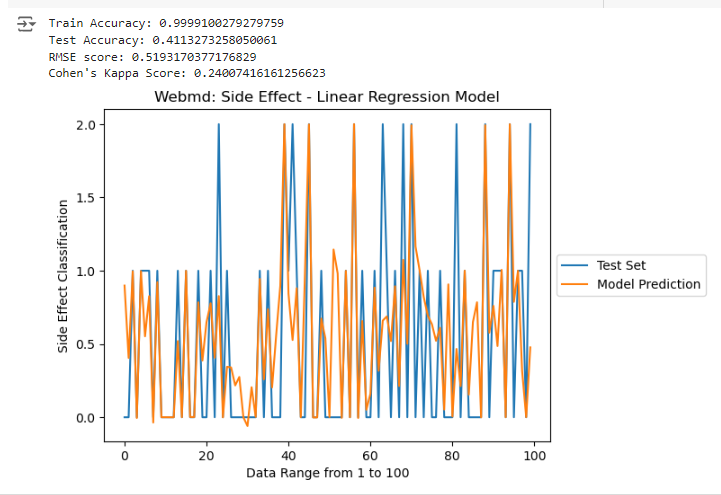 Train Accuracy: 0.9999100279279759
Test Accuracy: 0.4113273258050061
RMSE score: 0.5193170377176829
Cohen's Kappa Score: 0.24007416161256623
Webmd: Side Effect - Linear Regression Model
2.0
1.5
1.0
0.5
0.0
Side Effect Classification
0 20 40 60 80 100
Data Range from 1 to 100
Test Set
Model Prediction